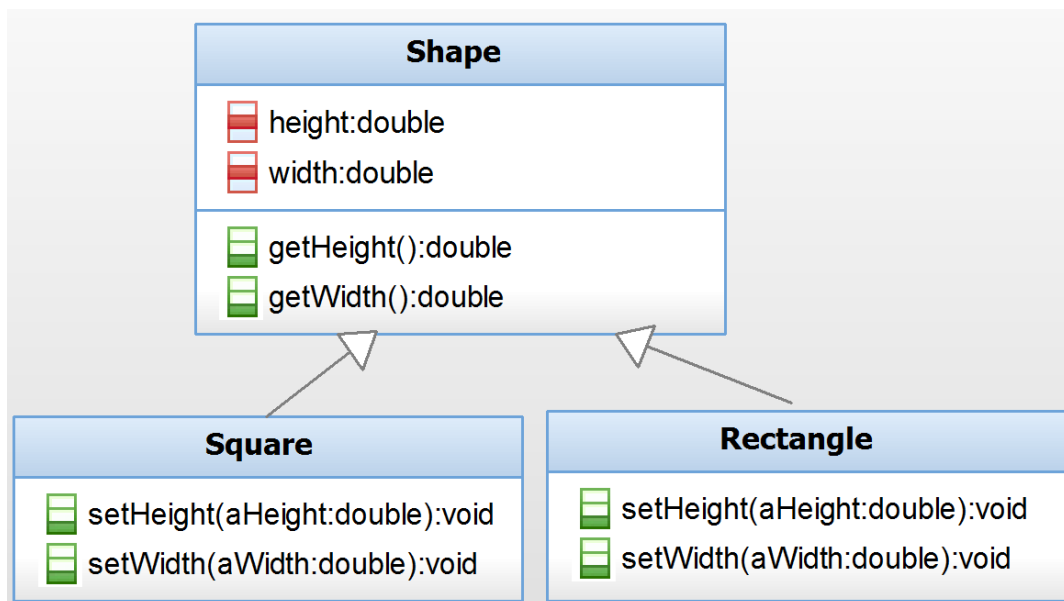 Shape
height:double
width:double
getHeight():double
getWidth():double
Square
setHeight(aHeight:double):void
setWidth(aWidth:double):void
Rectangle
setHeight(aHeight:double):void
setWidth(aWidth:double):void